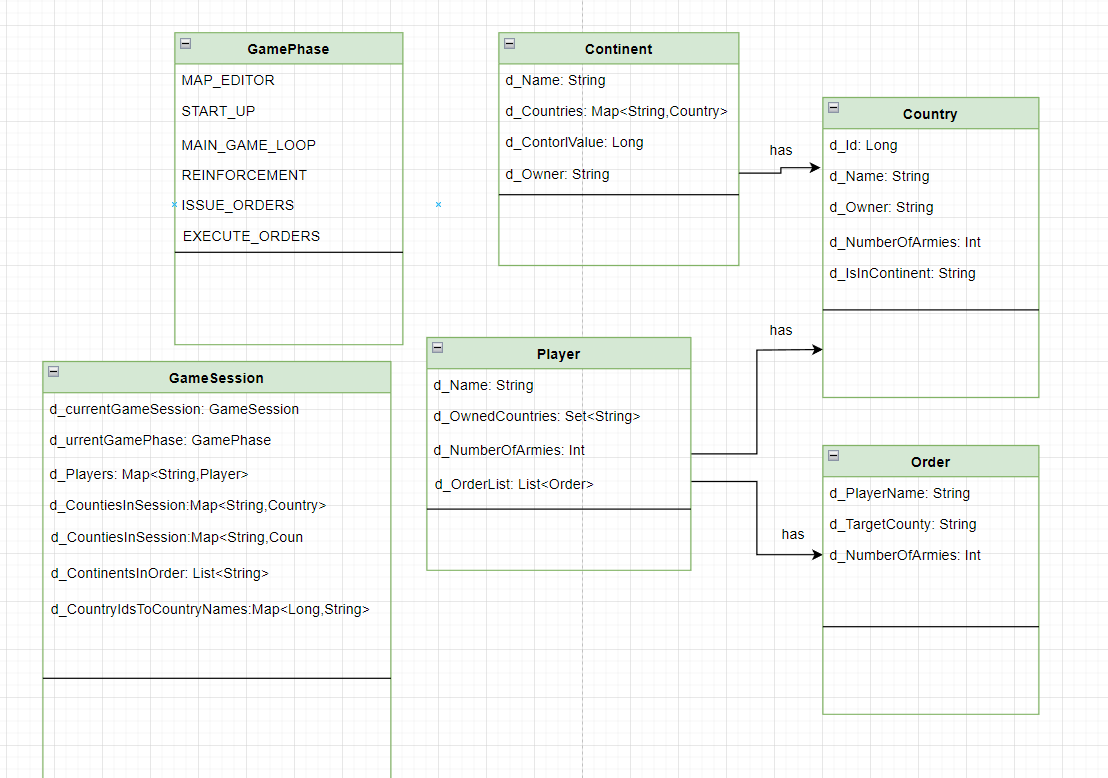 GamePhase
MAP_EDITOR
START_UP
MAIN_GAME_LOOP
REINFORCEMENT
ISSUE_ORDERS
EXECUTE_ORDERS
Continent
d_Name: String
d_Countries: Map<String,Country>
d_ContorlValue: Long
d_Owner: String
has
Country
d_Id: Long
d_Name: String
d_Owner: String
d_NumberOfArmies: Int
d_IsInContinent: String
GameSession
d_currentGameSession: GameSession
d_urrentGamePhase: GamePhase
d_Players: Map<String,Player>
d_CountiesInSession:Map<String,Country>
d_CountiesInSession:Map<String,Coun
d_ContinentsInOrder: List<String>
d_CountryIdsToCountryNames:Map<Long,String>
Player
d_Name: String
d_OwnedCountries: Set<String>
d_NumberOfArmies: Int
d_OrderList: List<Order>
has
has
Order
d_PlayerName: String
d_TargetCounty: String
d_NumberOfArmies: Int